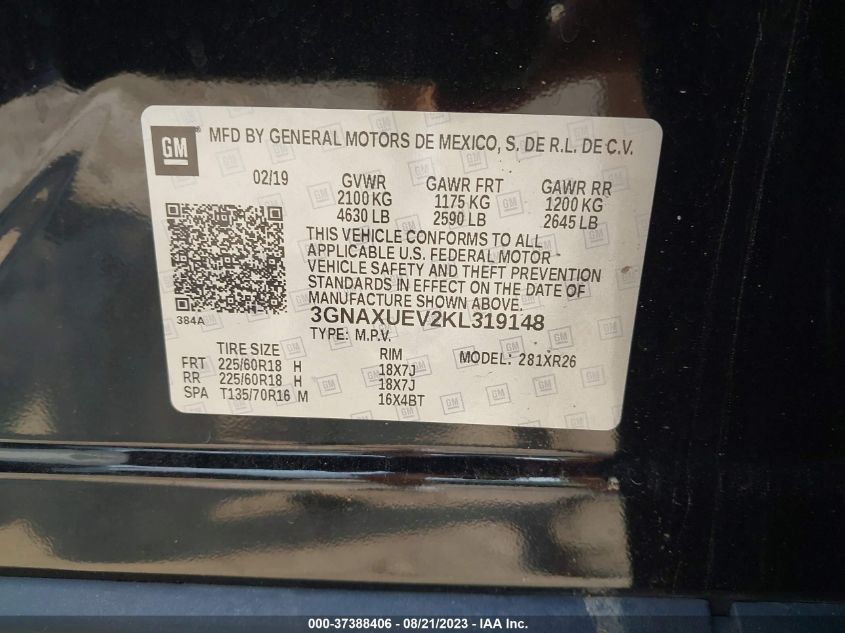 GM MFD BY GENERAL MOTORS DE MEXICO, S. DE R.L. DE C.V.
02/19 GVWR GAWR FRT GAWR RR
2100 KG 1175 KG 1200 KG
4630 LB 2590 LB 2645 LB
THIS VEHICLE CONFORMS TO ALL
APPLICABLE U.S. FEDERAL MOTOR
VEHICLE SAFETY AND THEFT PREVENTION
STANDARDS IN EFFECT ON THE DATE OF
MANUFACTURE SHOWN ABOVE.
384A 3GNAXUEV2KL319148
TYPE: M.P.V.
TIRE SIZE RIM MODEL: 281XR26
FRT 225/60R18 H 18X7J
RR 225/60R18 H 18X7J
SPA T135/70R16 M 16X4BT
000-37388406 - 08/21/2023 - Copyright © IAA, Inc.